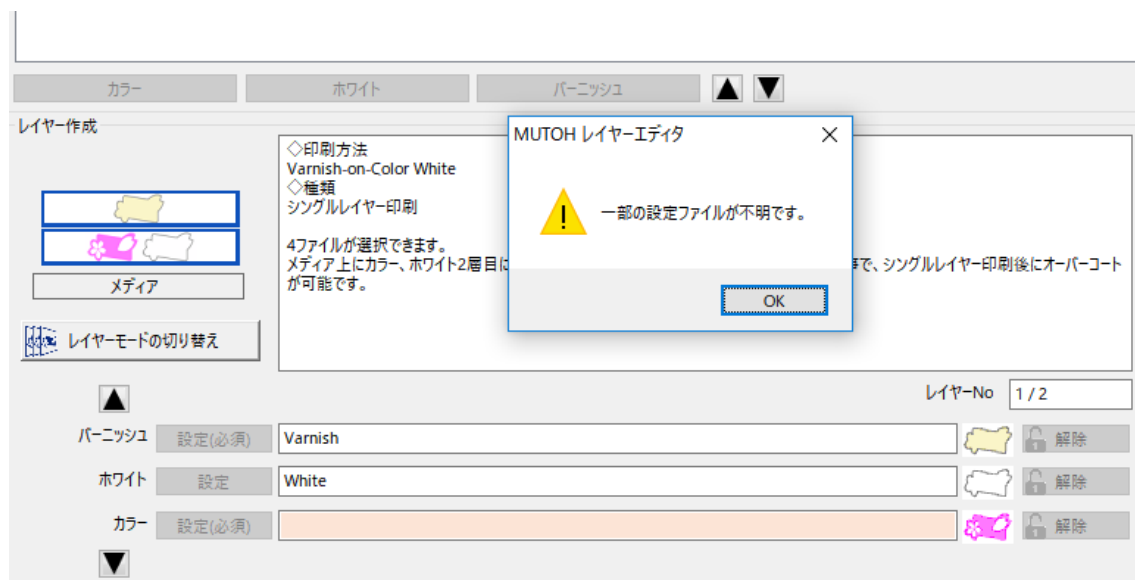 カラー
ホワイト
バーニッシュ
レイヤー作成
◇印刷方法
Varnish-on-Color White
◇種類
シングルレイヤー印刷
4ファイルが選択できます。
メディア上にカラー、ホワイト2層目に
で、シングルレイヤー印刷後にオーバーコート
が可能です。
MUTOH レイヤーエディタ
一部の設定ファイルが不明です。
OK
メディア
レイヤーモードの切り替え
レイヤーNo 1 / 2
バーニッシュ 設定(必須) Varnish 解除
ホワイト 設定 White 解除
カラー 設定(必須) 解除